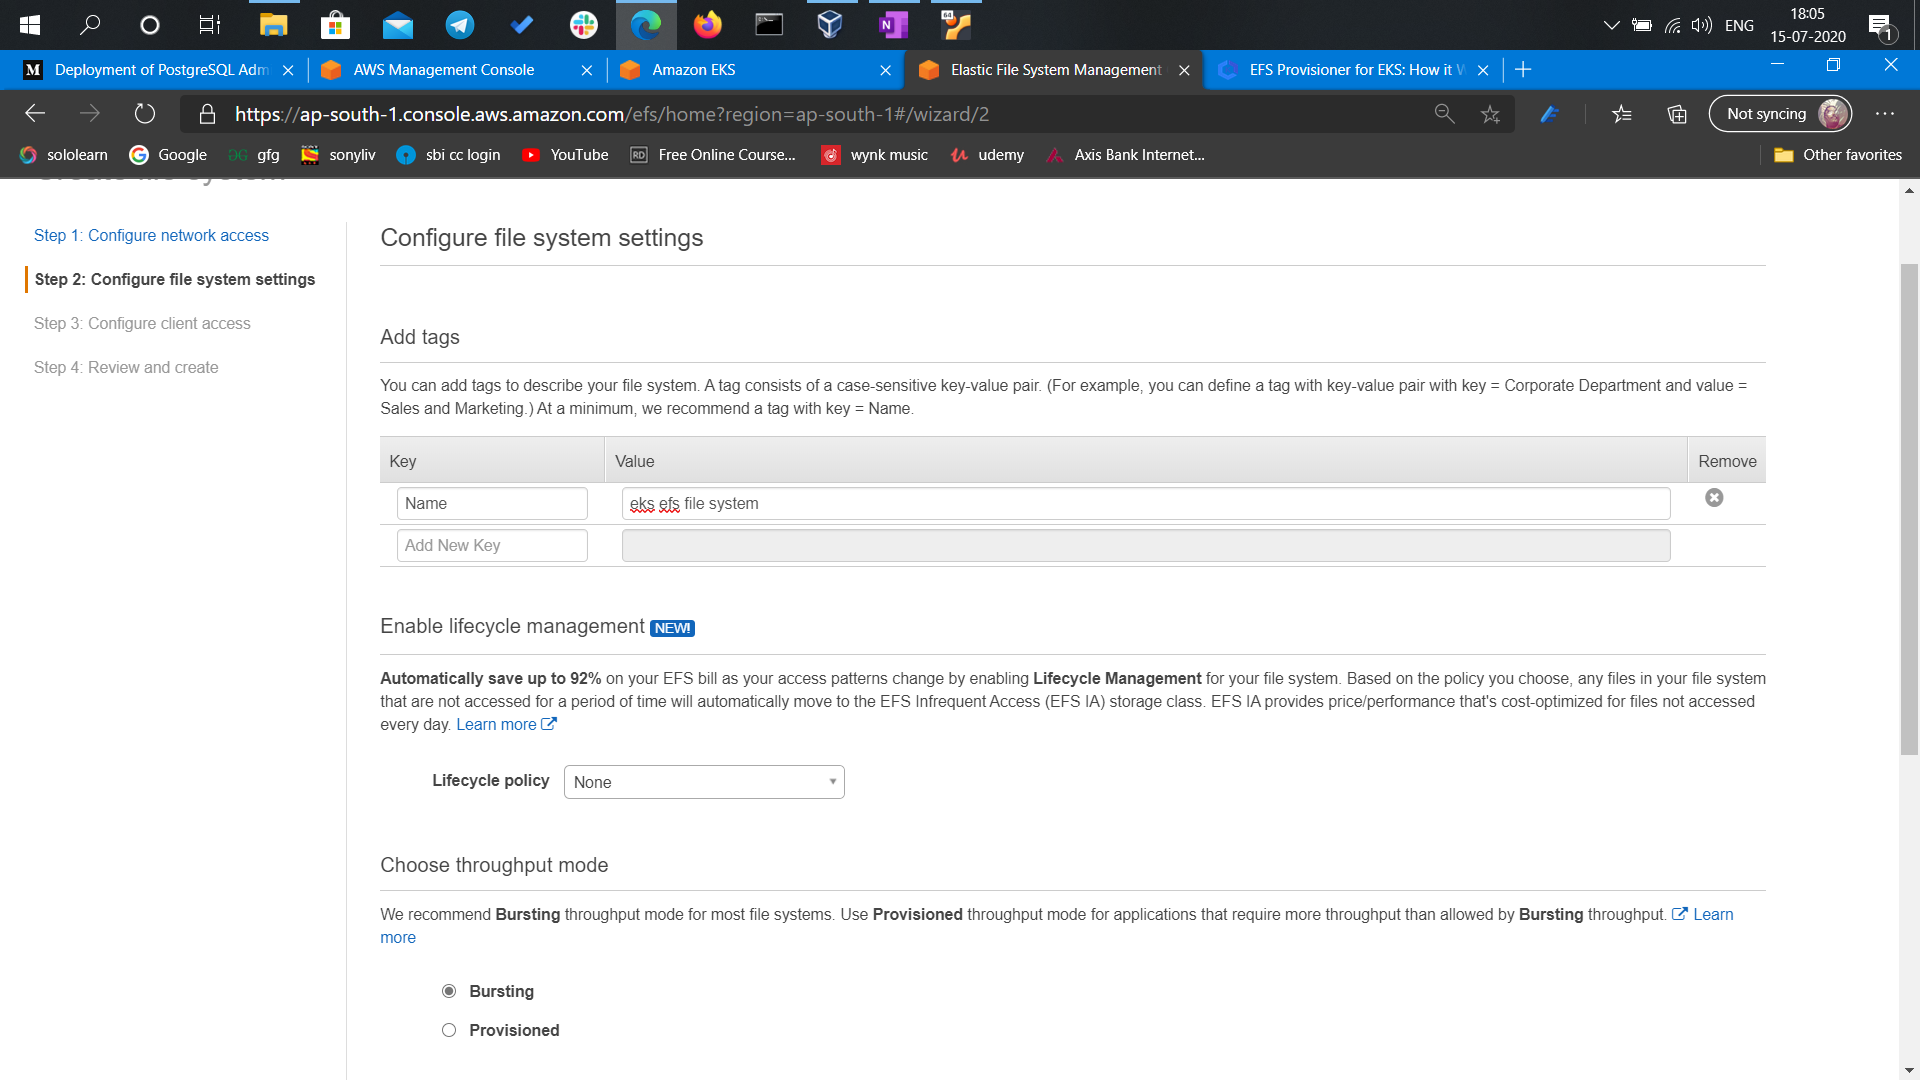 ENG
18:05
15-07-2020
1
64
N
M Deployment of PostgreSQL Adm
AWS Management Console
Amazon EKS
Elastic File System Management
EFS Provisioner for EKS: How it W
https://ap-south-1.console.aws.amazon.com/efs/home?region=ap-south-1#/wizard/2
Not syncing
sololearn
Google
gfg
sonyliv
sbi cc login
YouTube
RD Free Online Course...
wynk music
udemy
Axis Bank Internet...
Other favorites
Step 1: Configure network access
Step 2: Configure file system settings
Step 3: Configure client access
Step 4: Review and create
Configure file system settings
Add tags
You can add tags to describe your file system. A tag consists of a case-sensitive key-value pair. (For example, you can define a tag with key-value pair with key = Corporate Department and value =
Sales and Marketing.) At a minimum, we recommend a tag with key = Name.
Key Value Remove
Name eks efs file system
Add New Key
Enable lifecycle management NEW!
Automatically save up to 92% on your EFS bill as your access patterns change by enabling Lifecycle Management for your file system. Based on the policy you choose, any files in your file system
that are not accessed for a period of time will automatically move to the EFS Infrequent Access (EFS IA) storage class. EFS IA provides price/performance that's cost-optimized for files not accessed
every day. Learn more
Lifecycle policy None
Choose throughput mode
We recommend Bursting throughput mode for most file systems. Use Provisioned throughput mode for applications that require more throughput than allowed by Bursting throughput. Learn
more
Bursting
Provisioned